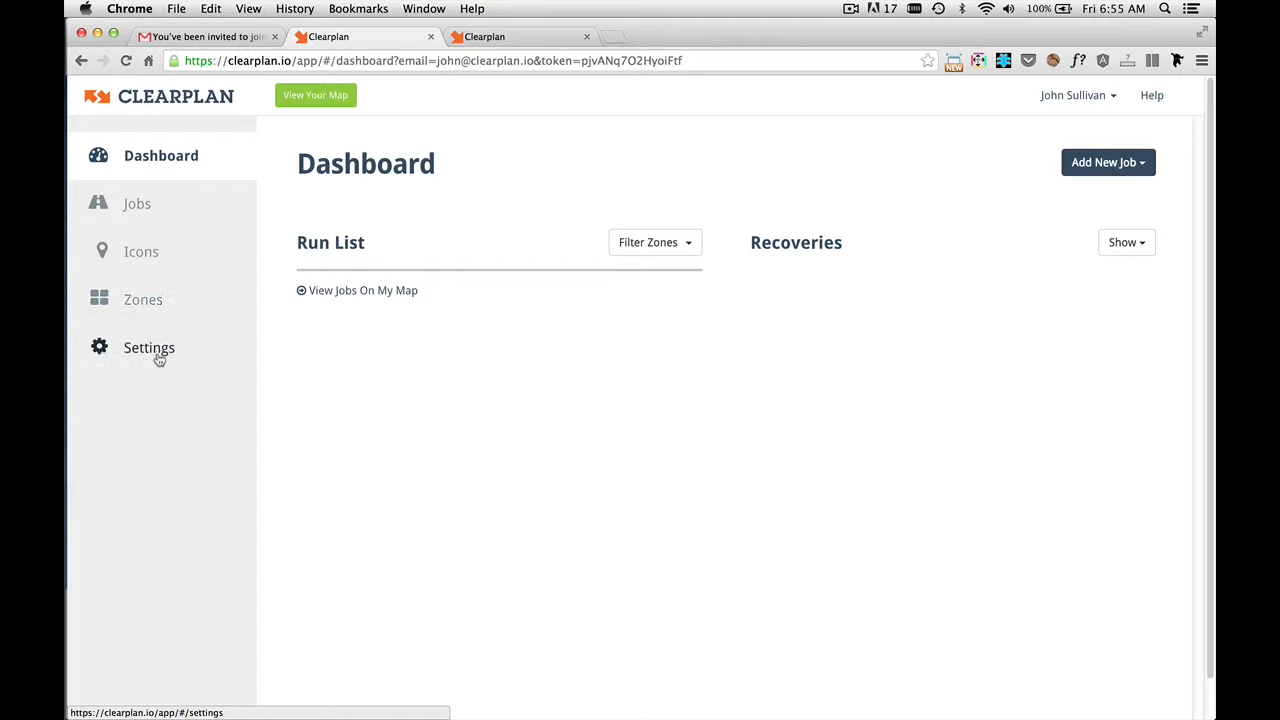 Chrome File Edit View History Bookmarks Window Help 17 100% Fri 6:55 AM
You've been invited to join × Clearplan × Clearplan ×
https://clearplan.io/app/#/dashboard?email=john@clearplan.io&token=pjvANq7O2HyoiFtf NEW f?
CLEARPLAN View Your Map John Sullivan Help
Dashboard
Jobs
Icons
Zones
Settings
Dashboard Add New Job
Run List Filter Zones Recoveries Show
View Jobs On My Map
https://clearplan.io/app/#/settings